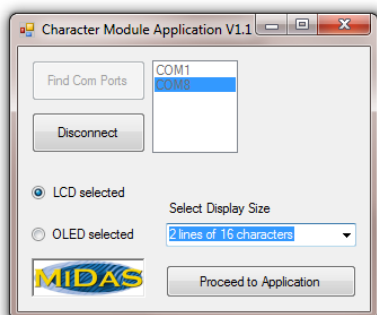 Character Module Application V1.1
Find Com Ports
COM1
COM8
Disconnect
LCD selected
Select Display Size
OLED selected
2 lines of 16 characters
MIDAS
Proceed to Application